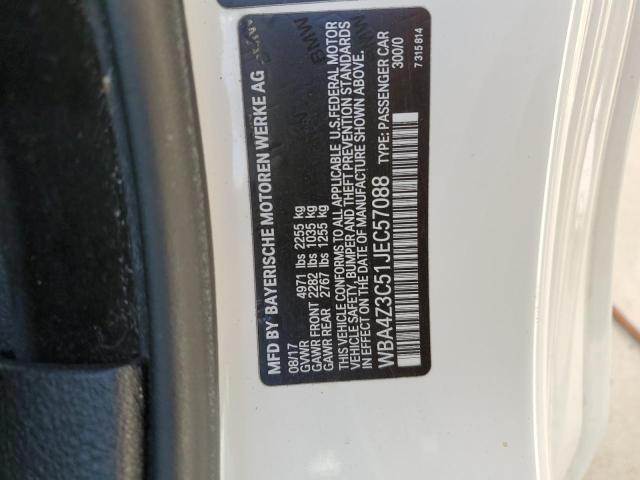 MFD BY BAYERISCHE MOTOREN WERKE AG
08/17
GVWR 4971 lbs 2255 kg
GAWR FRONT 2282 lbs 1035 kg
GAWR REAR 2767 lbs 1255 kg
THIS VEHICLE CONFORMS TO ALL APPLICABLE U.S. FEDERAL MOTOR
VEHICLE SAFETY, BUMPER AND THEFT PREVENTION STANDARDS
IN EFFECT ON THE DATE OF MANUFACTURE SHOWN ABOVE.
WBA4Z3C51JEC57088 TYPE: PASSENGER CAR
300/0
7 315 814
BMW